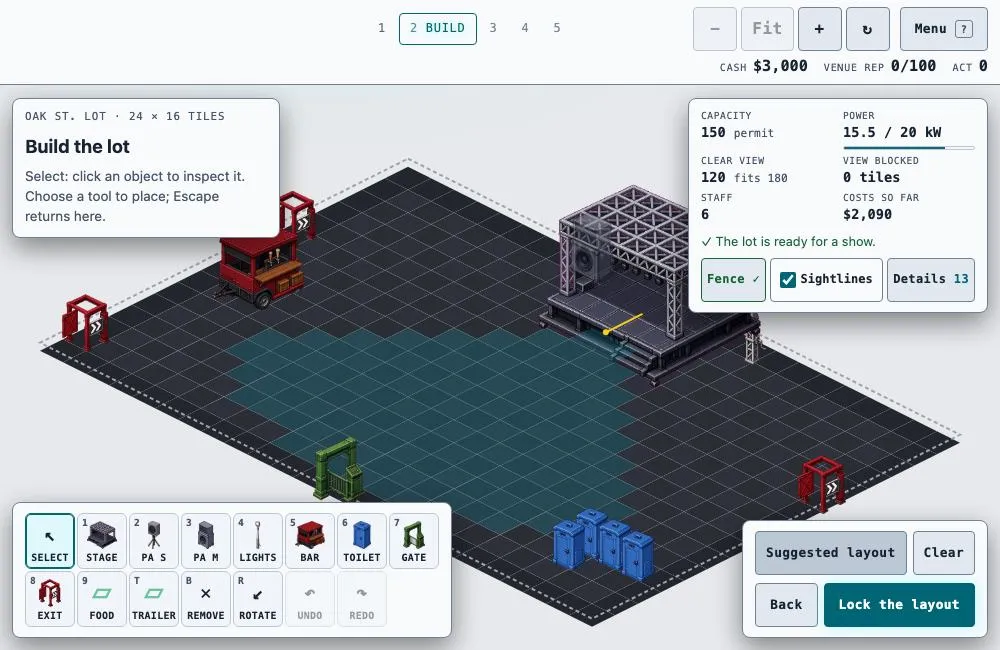 1
2 BUILD
3
4
5
−
Fit
+
↻
Menu ?
CASH $3,000 VENUE REP 0/100 ACT 0
OAK ST. LOT · 24 × 16 TILES
Build the lot
Select: click an object to inspect it.
Choose a tool to place; Escape
returns here.
CAPACITY
150 permit
POWER
15.5 / 20 kW
CLEAR VIEW
120 fits 180
VIEW BLOCKED
0 tiles
STAFF
6
COSTS SO FAR
$2,090
✓ The lot is ready for a show.
Fence ✓
Sightlines
Details 13
SELECT
1 STAGE
2 PA S
3 PA M
4 LIGHTS
5 BAR
6 TOILET
7 GATE
8 EXIT
9 FOOD
T TRAILER
B REMOVE
R ROTATE
UNDO
REDO
Suggested layout
Clear
Back
Lock the layout